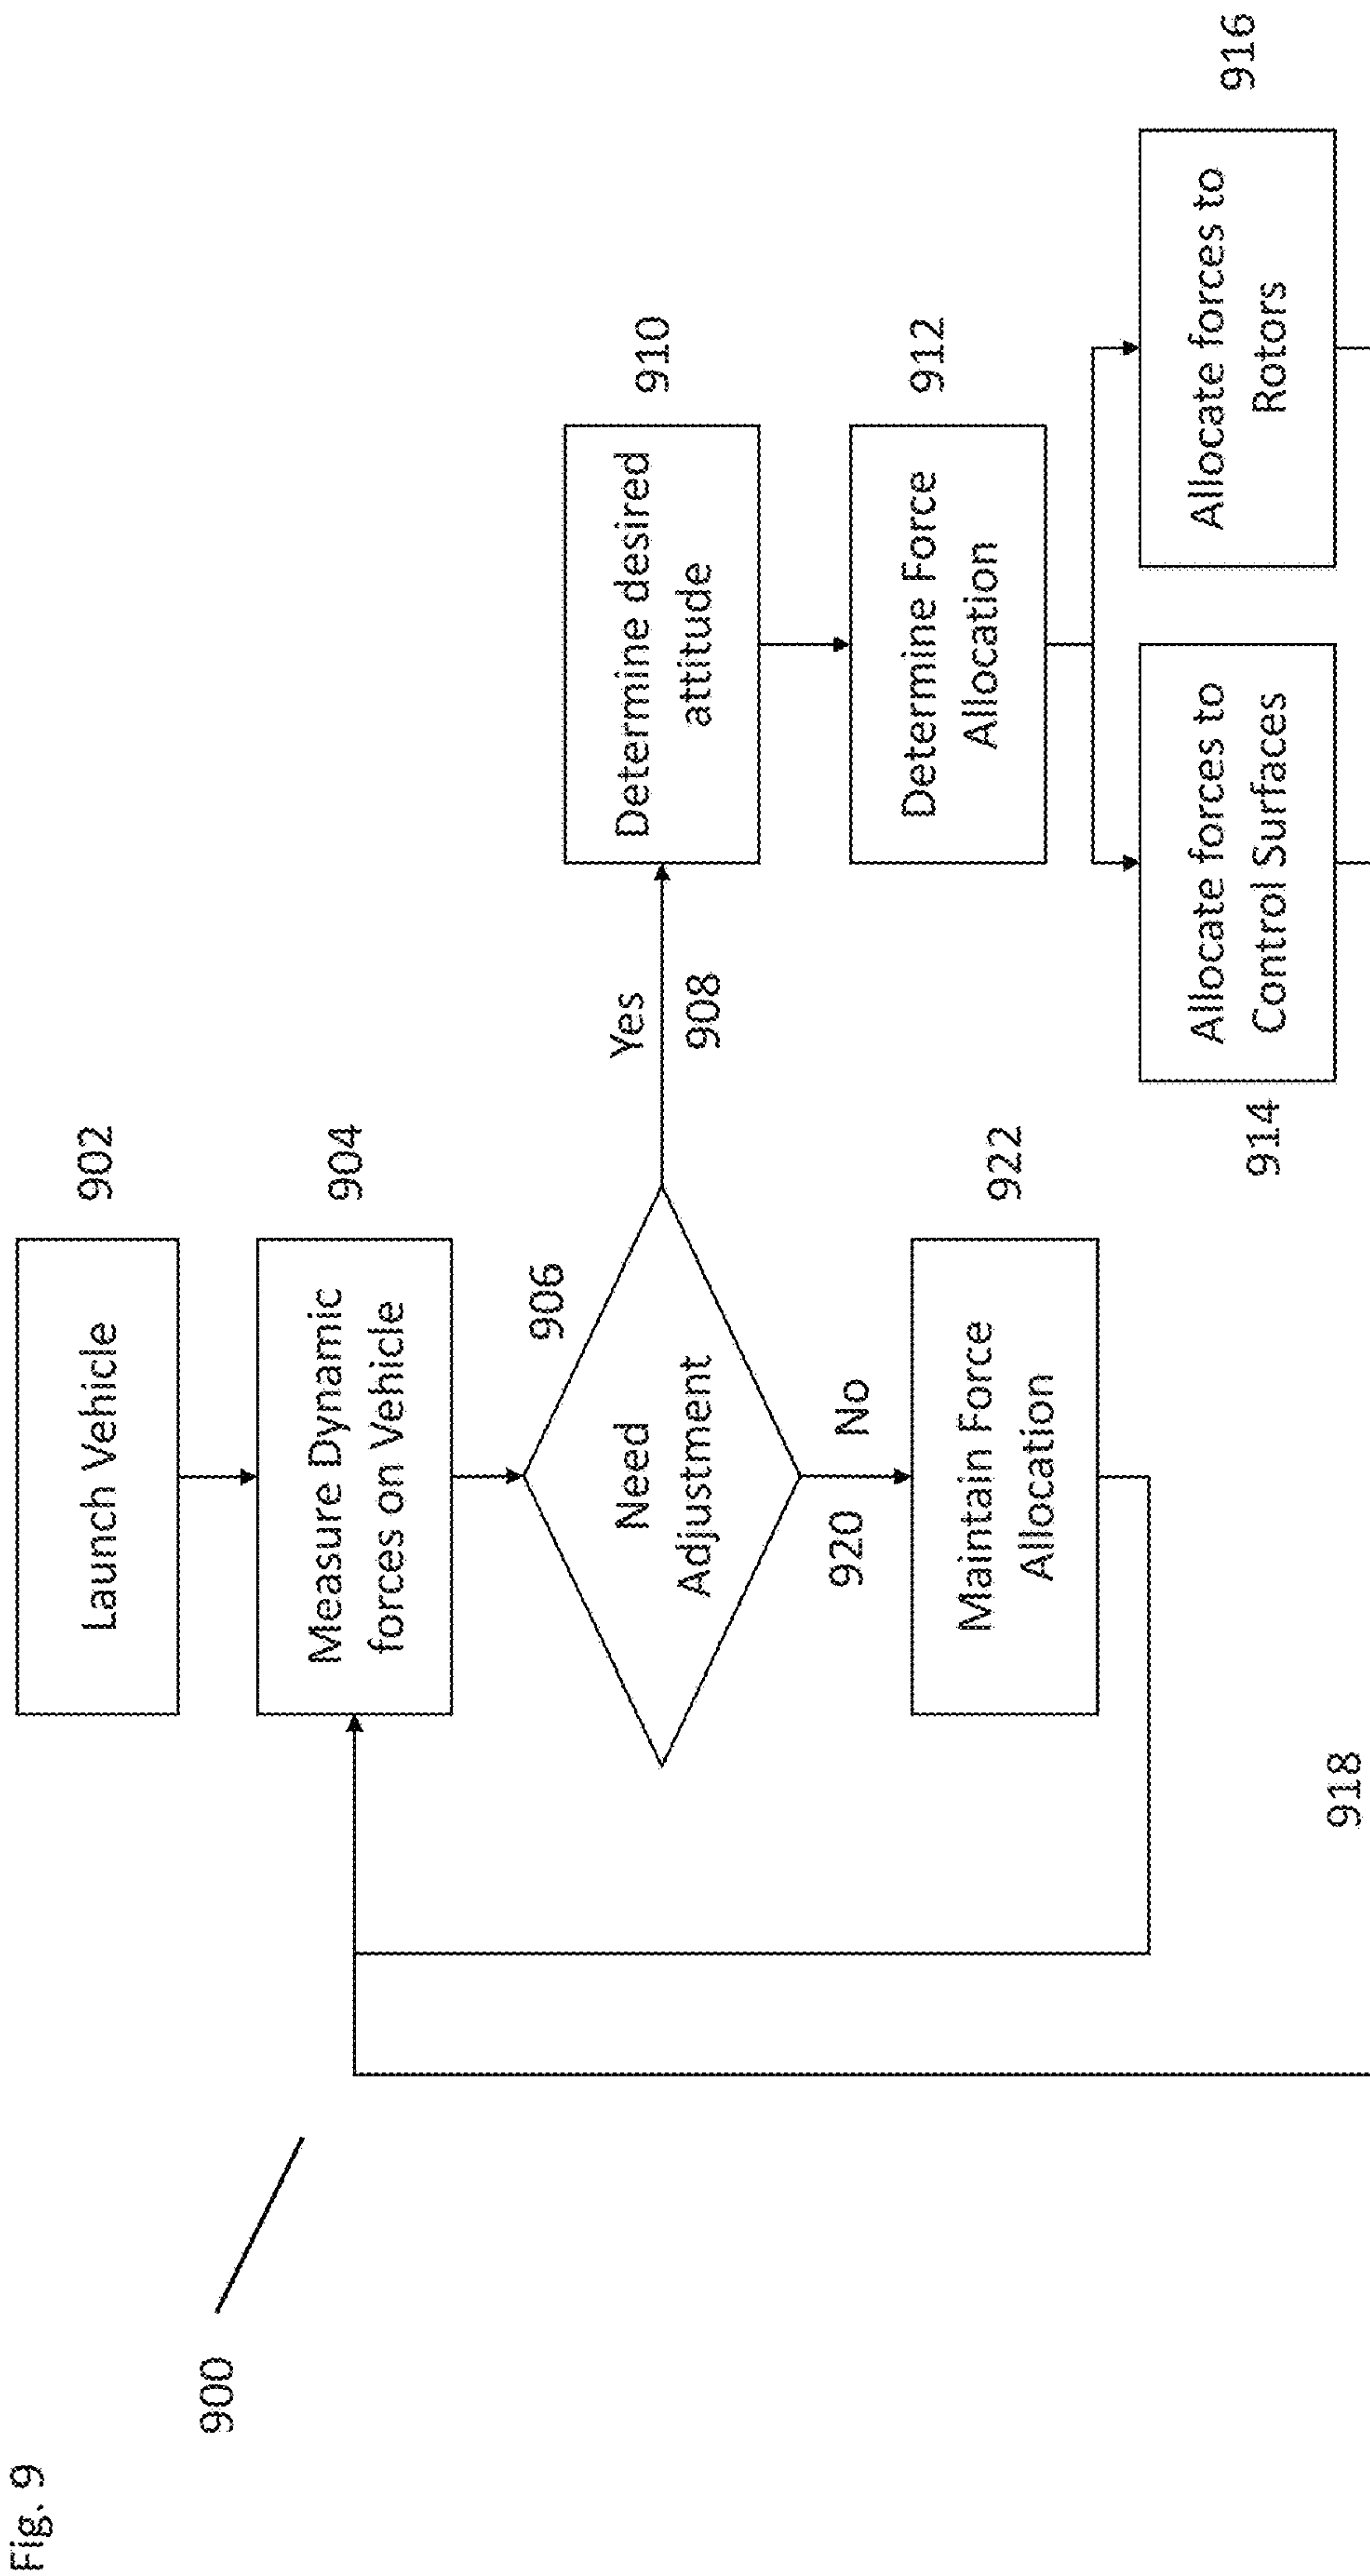 Fig. 9
900
Launch Vehicle
902
Measure Dynamic
forces on Vehicle
904
906
Need
Adjustment
Yes
908
Determine desired
attitude
910
920
No
Determine Force
Allocation
912
Maintain Force
Allocation
922
Allocate forces to
Control Surfaces
914
Allocate forces to
Rotors
916
918